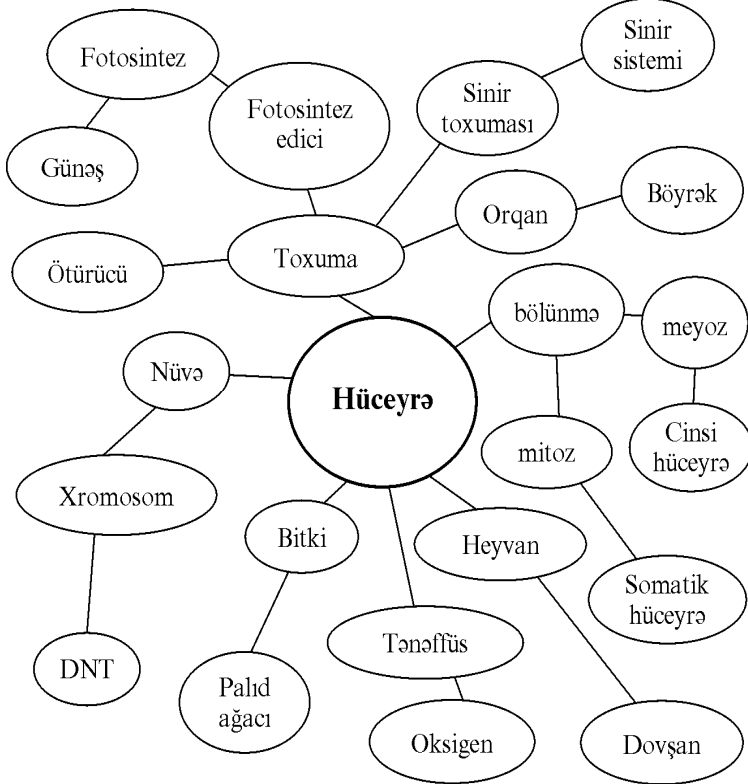 Sinir
sistemi
Fotosintez
Fotosintez
edici
Sinir
toxuması
Günəş
Orqan
Böyrək
Ötürücü
Toxuma
bölünmə
meyoz
Nüvə
Hüceyrə
mitoz
Cinsi
hüceyrə
Xromosom
Bitki
Heyvan
Somatik
hüceyrə
Tənəffüs
DNT
Palıd
ağacı
Oksigen
Dovşan